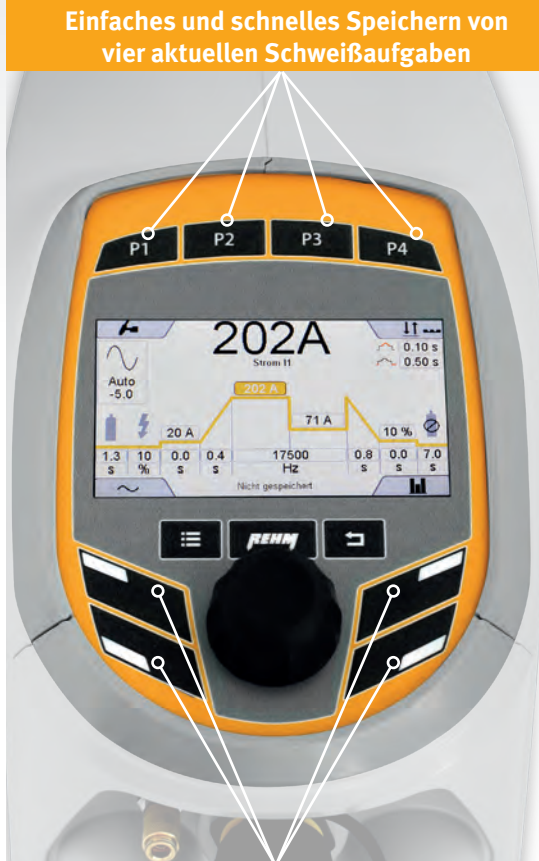 Einfaches und schnelles Speichern von
vier aktuellen Schweißaufgaben
P1 P2 P3 P4
202A
Strom I1
0.10 s
0.50 s
Auto
-5.0
202 A
20 A 71 A 10 %
1.3 10 0.0 0.4 17500 0.8 0.0 7.0
s % s s Hz s s s
Nicht gespeichert
REHM